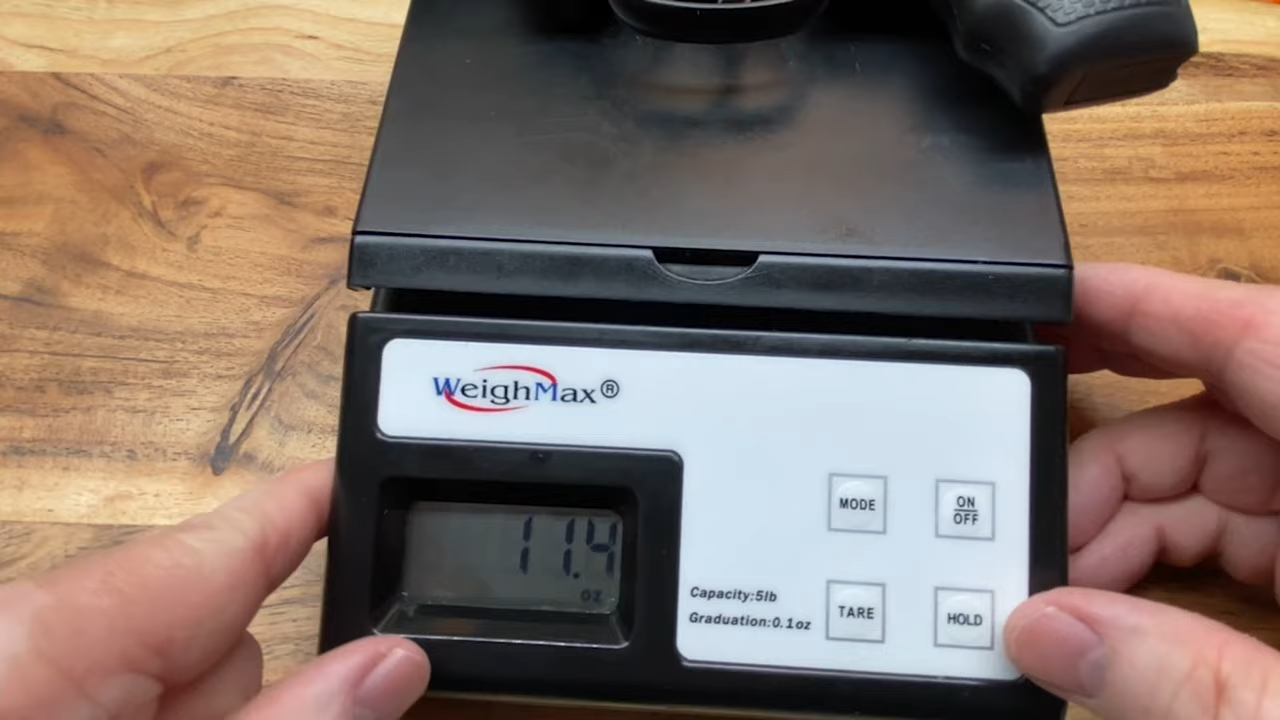 WeighMax®
MODE
ON
OFF
11.4
oz
Capacity:5lb
Graduation:0.1oz
TARE
HOLD